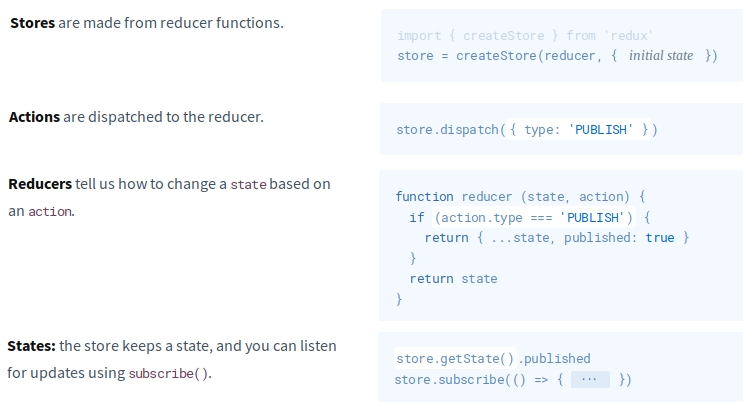 Stores are made from reducer functions.
import { createStore } from 'redux'
store = createStore(reducer, { initial state })
Actions are dispatched to the reducer.
store.dispatch({ type: 'PUBLISH' })
Reducers tell us how to change a state based on
an action.
function reducer (state, action) {
if (action.type === 'PUBLISH') {
return { ...state, published: true }
}
return state
}
States: the store keeps a state, and you can listen
for updates using subscribe().
store.getState().published
store.subscribe(() => { ··· })